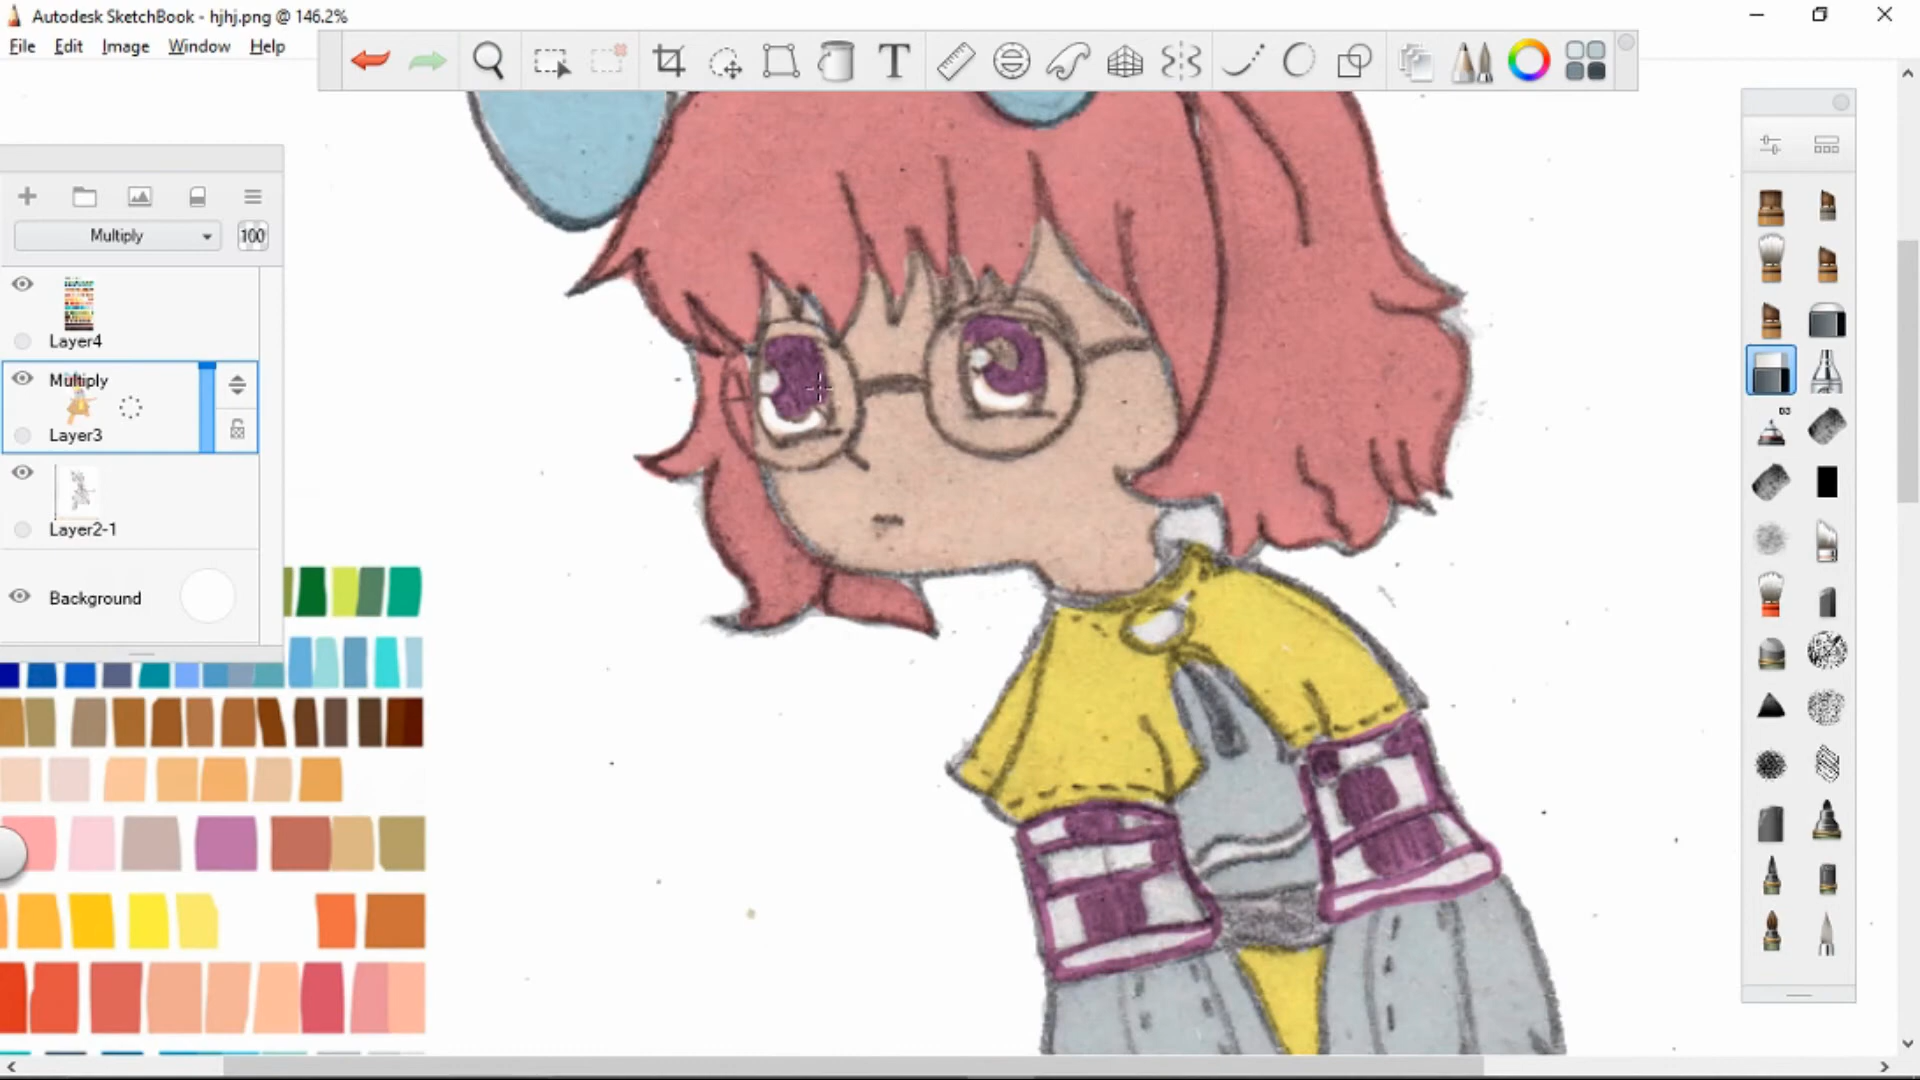 Autodesk SketchBook - hjhj.png @ 146.2%
File Edit Image Window Help
T
Multiply 100
Layer4
Multiply
Layer3
Layer2-1
Background